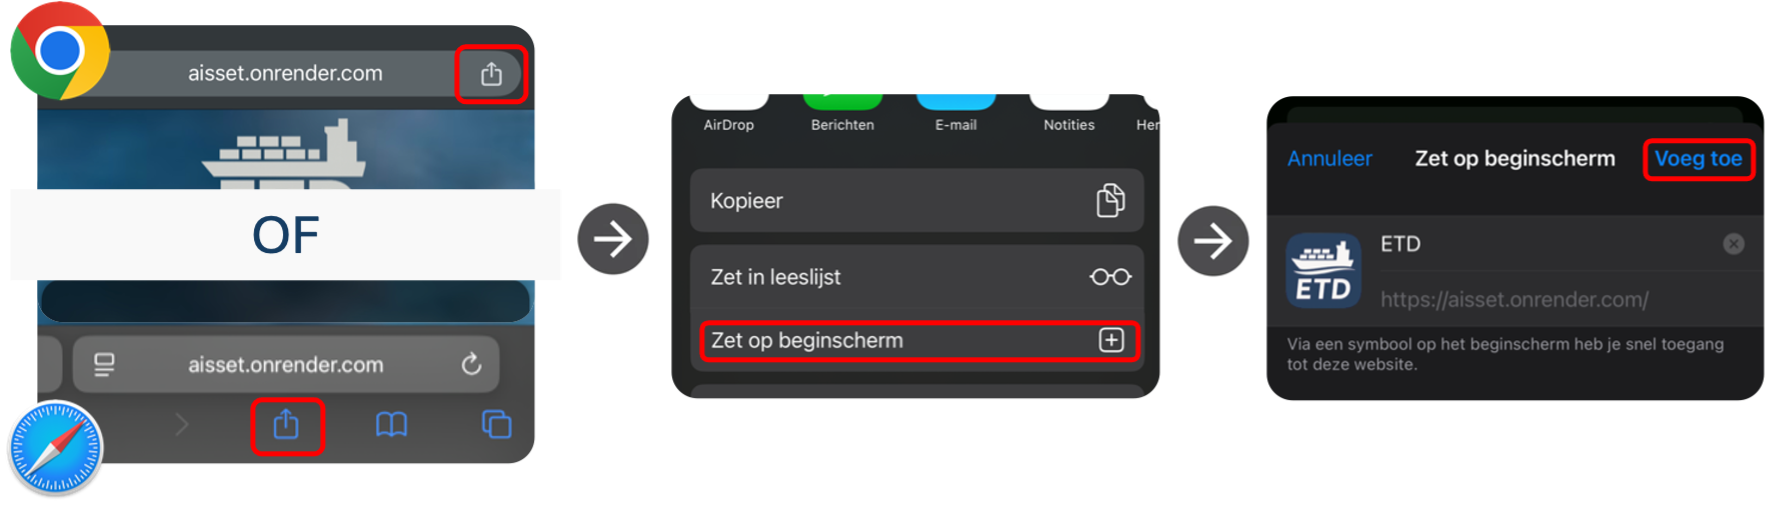 aisset.onrender.com
OF
aisset.onrender.com
AirDrop
Berichten
E-mail
Notities
Her
Kopieer
Zet in leeslijst
Zet op beginscherm
Annuleer
Zet op beginscherm
Voeg toe
ETD
ETD
https://aisset.onrender.com/
Via een symbool op het beginscherm heb je snel toegang
tot deze website.